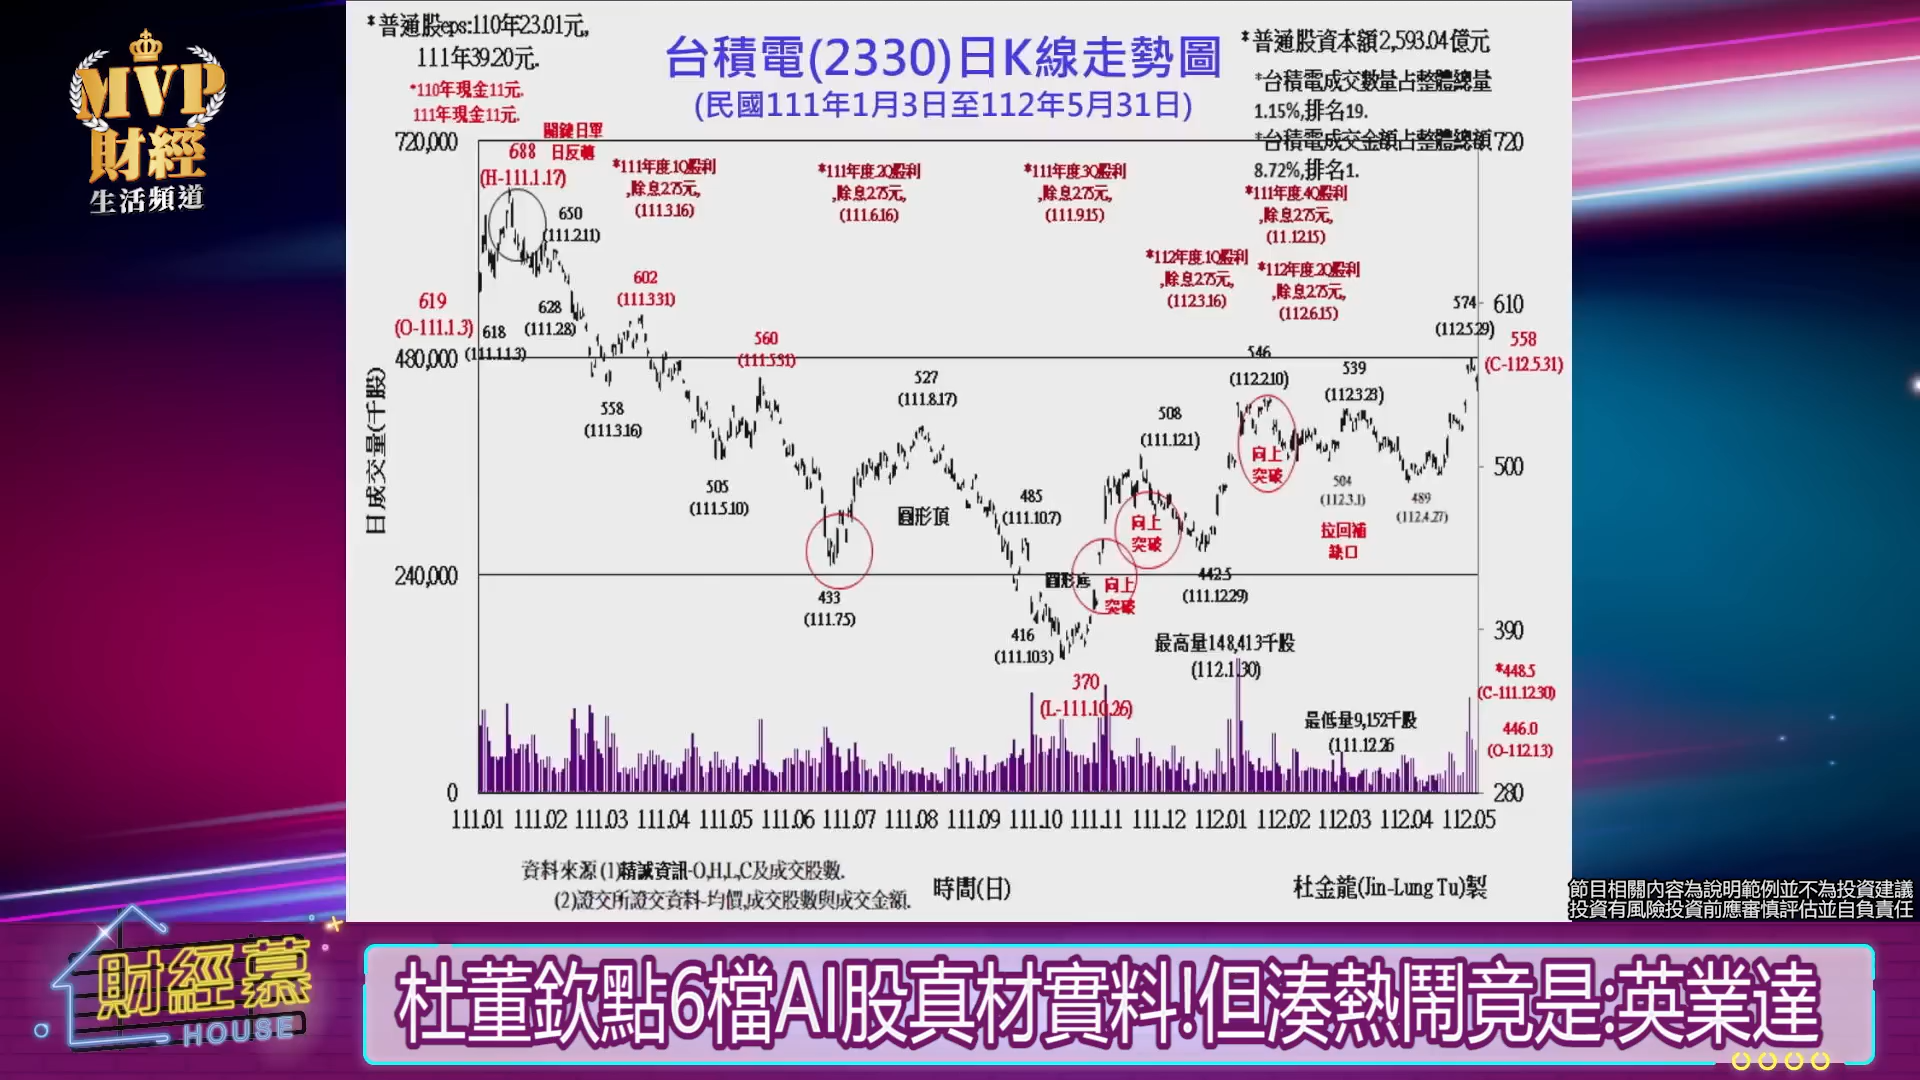 MVP
財經
生活頻道
*普通股eps:110年23.01元,
111年39.20元.
*110年現金11元.
111年現金11元.
台積電(2330)日K線走勢圖
(民國111年1月3日至112年5月31日)
*普通股資本額2,593.04億元
*台積電成交數量占整體總量
1.15%,排名19.
*台積電成交金額占整體總額
8.72%,排名1.
720,000
480,000
240,000
0
日成交量(千股)
720
610
500
390
280
關鍵日單
日反轉
688
(H-111.1.17)
650
(111.2.11)
619
(O-111.1.3)
618
(111.1.1.3)
628
(111.2.8)
*111年度.1Q股利
,除息2.75元,
(111.3.16)
602
(111.3.31)
558
(111.3.16)
560
(111.5.31)
505
(111.5.10)
*111年度.2Q股利
,除息2.75元,
(111.6.16)
433
(111.7.5)
527
(111.8.17)
圓形頂
*111年度.3Q股利
,除息2.75元,
(111.9.15)
485
(111.10.7)
圓形底
416
(111.10.3)
370
(L-111.10.26)
向上
突破
向上
突破
508
(111.12.1)
442.5
(111.12.29)
*111年度.4Q股利
,除息2.75元,
(11.12.15)
*112年度.1Q股利
,除息2.75元,
(112.3.16)
*112年度.2Q股利
,除息2.75元,
(112.6.15)
546
(112.2.10)
向上
突破
539
(112.3.23)
504
(112.3.1)
拉回補
缺口
489
(112.4.27)
574
(112.5.29)
558
(C-112.5.31)
最高量148,413千股
(112.1.30)
最低量9,152千股
(111.12.26
*448.5
(C-111.12.30)
446.0
(O-112.1.3)
111.01 111.02 111.03 111.04 111.05 111.06 111.07 111.08 111.09 111.10 111.11 111.12 112.01 112.02 112.03 112.04 112.05
資料來源(1)精誠資訊-O,H,L,C及成交股數.
(2)證交所證交資料-均價,成交股數與成交金額.
時間(日)
杜金龍(Jin-Lung Tu)製
節目相關內容為說明範例並不為投資建議
投資有風險投資前應審慎評估並自負責任
財經慕
HOUSE
杜董欽點6檔AI股真材實料!但湊熱鬧竟是:英業達